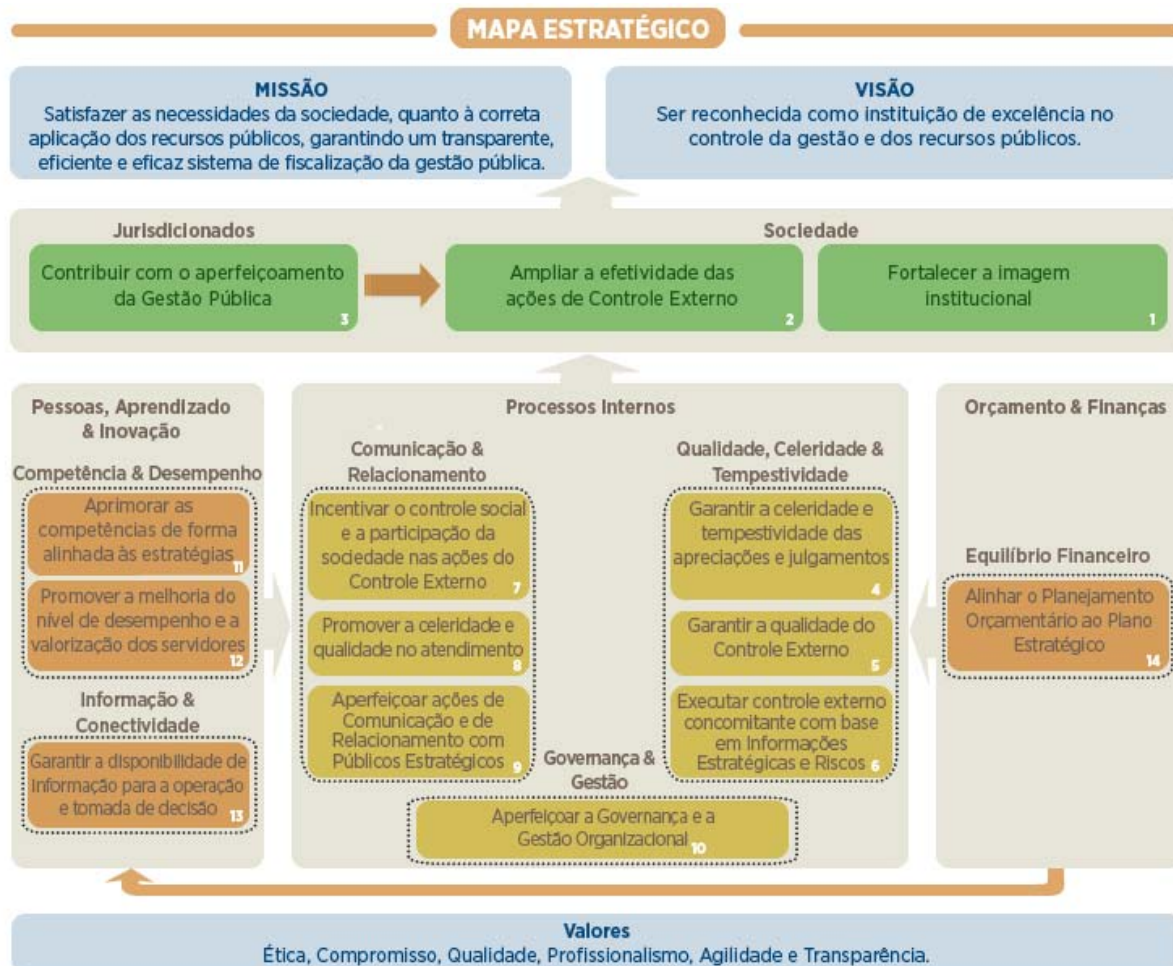 MAPA ESTRATÉGICO
MISSÃO
Satisfazer as necessidades da sociedade, quanto à correta
aplicação dos recursos públicos, garantindo um transparente,
eficiente e eficaz sistema de fiscalização da gestão pública.
VISÃO
Ser reconhecida como instituição de excelência no
controle da gestão e dos recursos públicos.
Jurisdicionados
Contribuir com o aperfeiçoamento
da Gestão Pública
3
Sociedade
Ampliar a efetividade das
ações de Controle Externo
2
Fortalecer a imagem
institucional
1
Pessoas, Aprendizado
& Inovação
Competência & Desempenho
Aprimorar as
competências de forma
alinhada às estratégias
11
Promover a melhoria do
nível de desempenho e a
valorização dos servidores
12
Informação &
Conectividade
Garantir a disponibilidade de
Informação para a operação
e tomada de decisão
13
Processos Internos
Comunicação &
Relacionamento
Incentivar o controle social
e a participação da
sociedade nas ações do
Controle Externo
7
Promover a celeridade e
qualidade no atendimento
8
Aperfeiçoar ações de
Comunicação e de
Relacionamento com
Públicos Estratégicos
9
Qualidade, Celeridade &
Tempestividade
Garantir a celeridade e
tempestividade das
apreciações e julgamentos
4
Garantir a qualidade do
Controle Externo
5
Executar controle externo
concomitante com base
em Informações
Estratégicas e Riscos
6
Governança &
Gestão
Aperfeiçoar a Governança e a
Gestão Organizacional
10
Orçamento & Finanças
Equilíbrio Financeiro
Alinhar o Planejamento
Orçamentário ao Plano
Estratégico
14
Valores
Ética, Compromisso, Qualidade, Profissionalismo, Agilidade e Transparência.